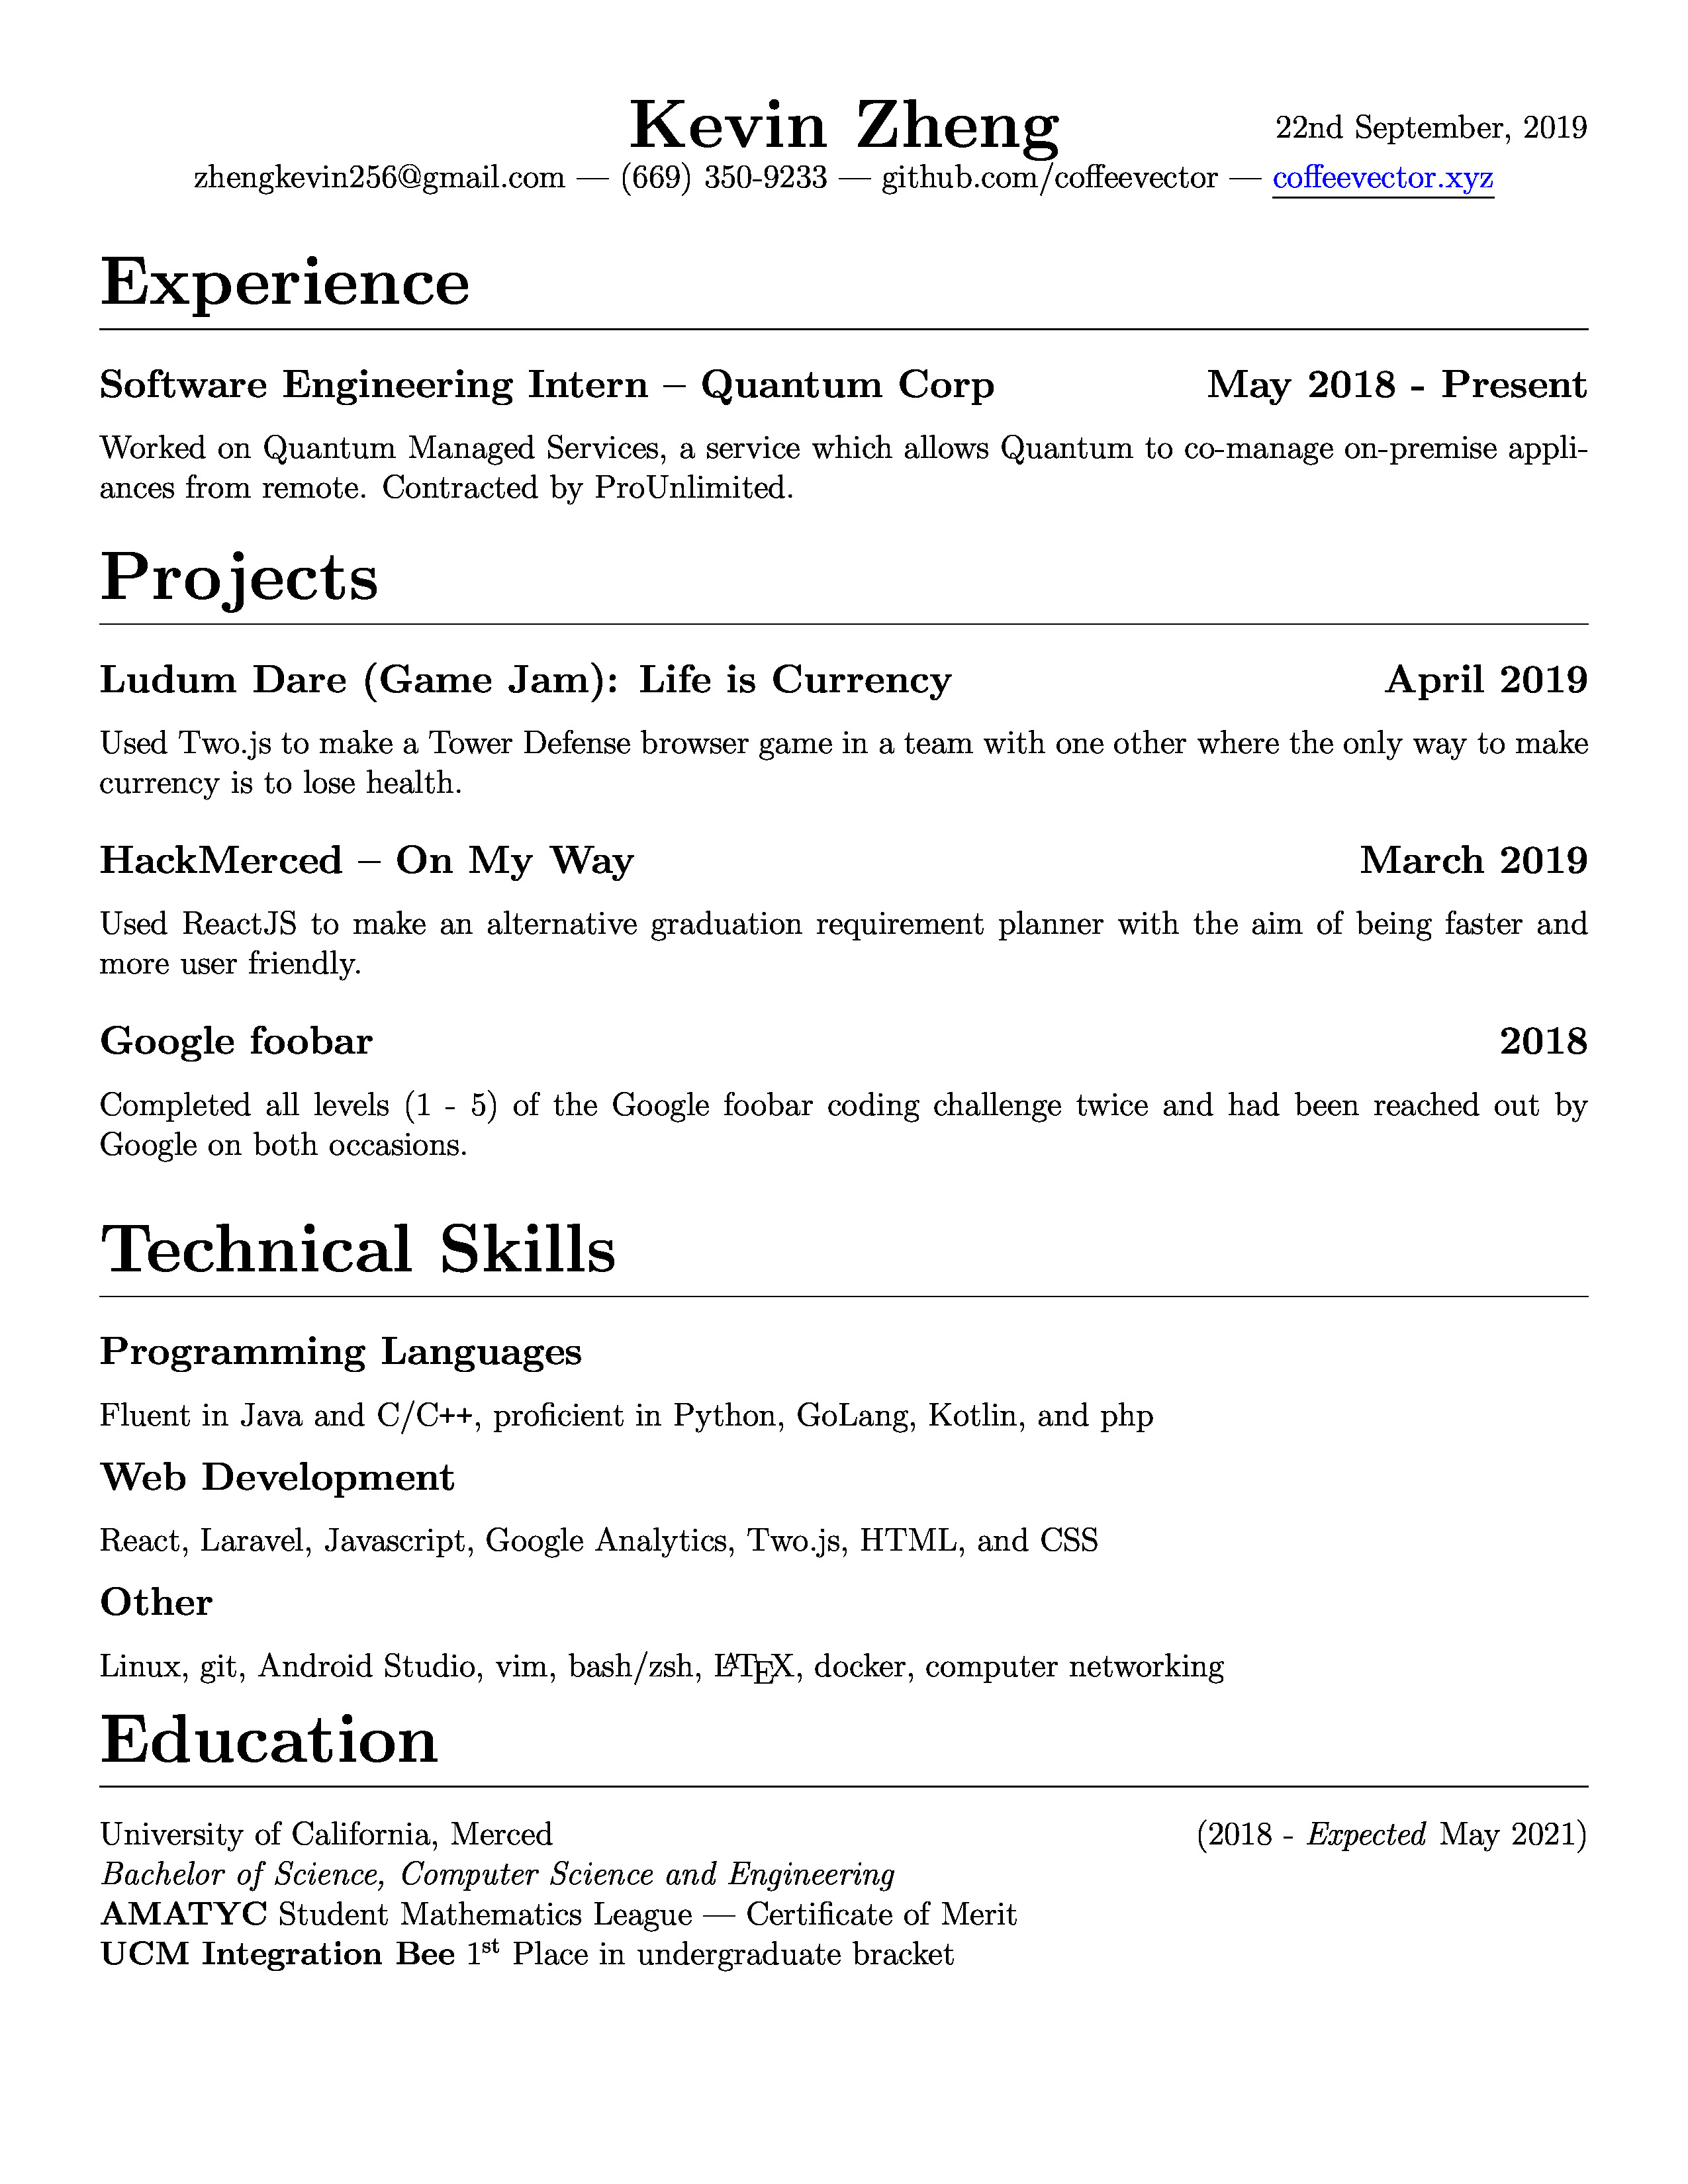 Kevin Zheng
22nd September, 2019
zhengkevin256@gmail.com — (669) 350-9233 — github.com/coffeevector — coffeevector.xyz
Experience
Software Engineering Intern – Quantum Corp May 2018 - Present
Worked on Quantum Managed Services, a service which allows Quantum to co-manage on-premise appli-
ances from remote. Contracted by ProUnlimited.
Projects
Ludum Dare (Game Jam): Life is Currency April 2019
Used Two.js to make a Tower Defense browser game in a team with one other where the only way to make
currency is to lose health.
HackMerced – On My Way March 2019
Used ReactJS to make an alternative graduation requirement planner with the aim of being faster and
more user friendly.
Google foobar 2018
Completed all levels (1 - 5) of the Google foobar coding challenge twice and had been reached out by
Google on both occasions.
Technical Skills
Programming Languages
Fluent in Java and C/C++, proficient in Python, GoLang, Kotlin, and php
Web Development
React, Laravel, Javascript, Google Analytics, Two.js, HTML, and CSS
Other
Linux, git, Android Studio, vim, bash/zsh, LATEX, docker, computer networking
Education
University of California, Merced (2018 - Expected May 2021)
Bachelor of Science, Computer Science and Engineering
AMATYC Student Mathematics League — Certificate of Merit
UCM Integration Bee 1st Place in undergraduate bracket